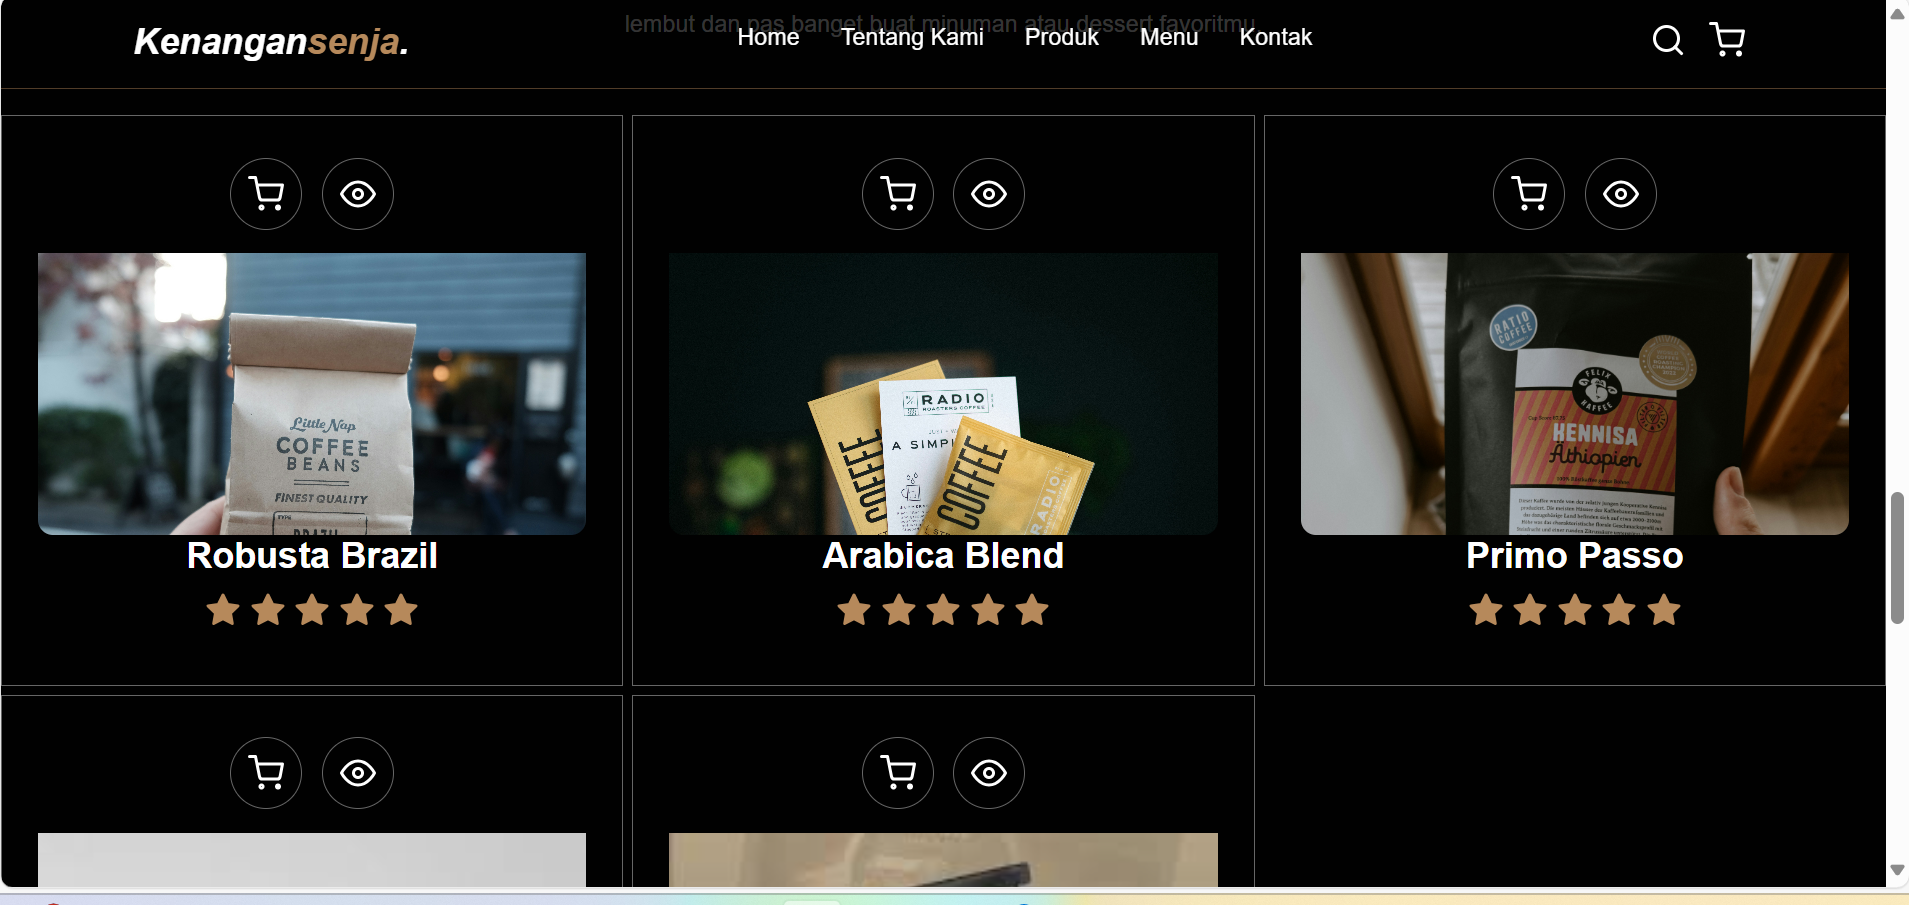 lembut dan pas banget buat minuman atau dessert favoritmu
Kenangansenja.
Home
Tentang Kami
Produk
Menu
Kontak
Little Nap
COFFEE
BEANS
FINEST QUALITY
TYPE
BRAZIL
Robusta Brazil
RADIO
ROASTERS COFFEE
A SIMPL
COFFEE
COFFEE
RADIO
Arabica Blend
RATIO
COFFEE
FELIX
KAFFEE
HENNISA
Äthiopien
Primo Passo